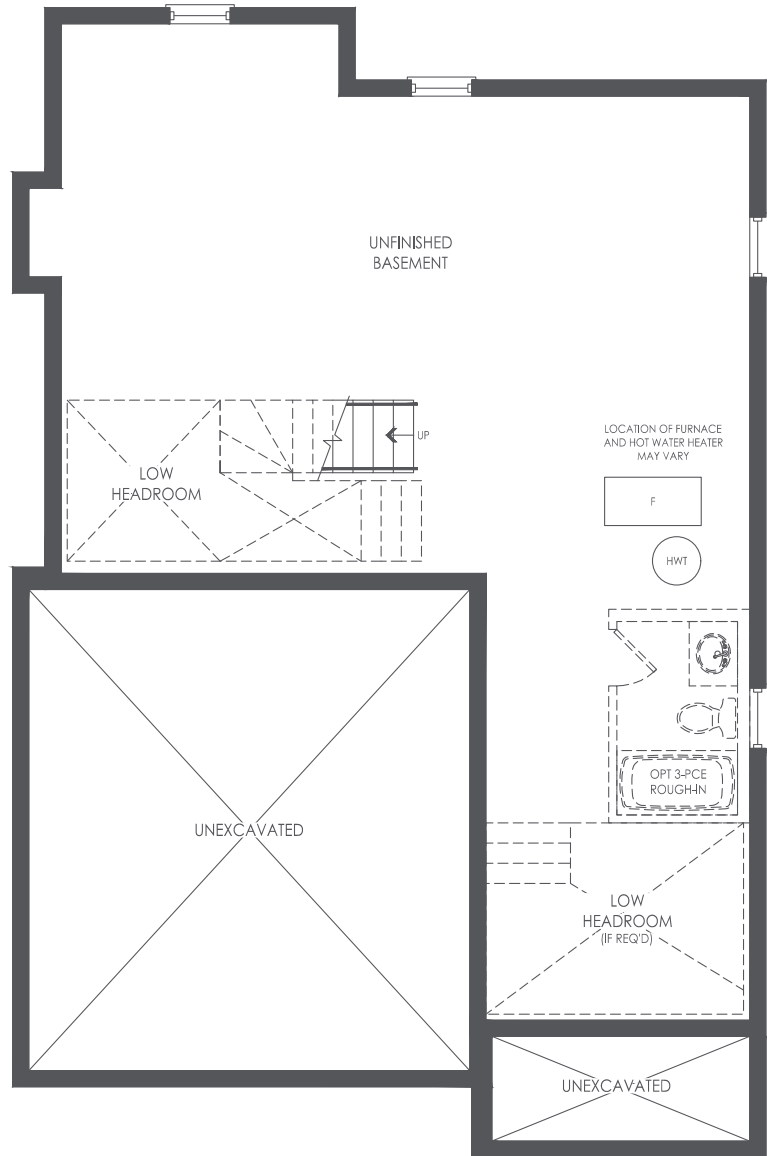 UNFINISHED
BASEMENT
LOCATION OF FURNACE
AND HOT WATER HEATER
MAY VARY
UP
LOW
HEADROOM
F
HWT
OPT 3-PCE
ROUGH-IN
UNEXCAVATED
LOW
HEADROOM
(IF REQ'D)
UNEXCAVATED